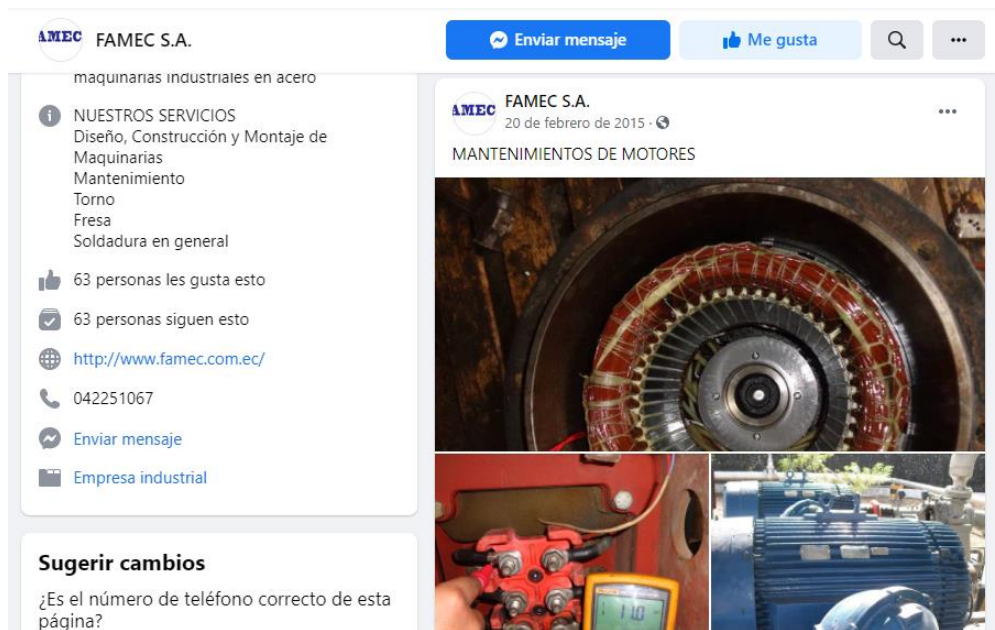 AMEC
FAMEC S.A.
Enviar mensaje
Me gusta
maquinarias industriales en acero
NUESTROS SERVICIOS
Diseño, Construcción y Montaje de
Maquinarias
Mantenimiento
Torno
Fresa
Soldadura en general
63 personas les gusta esto
63 personas siguen esto
http://www.famec.com.ec/
042251067
Enviar mensaje
Empresa industrial
Sugerir cambios
¿Es el número de teléfono correcto de esta
página?
AMEC
FAMEC S.A.
20 de febrero de 2015 ·
MANTENIMIENTOS DE MOTORES
11.0